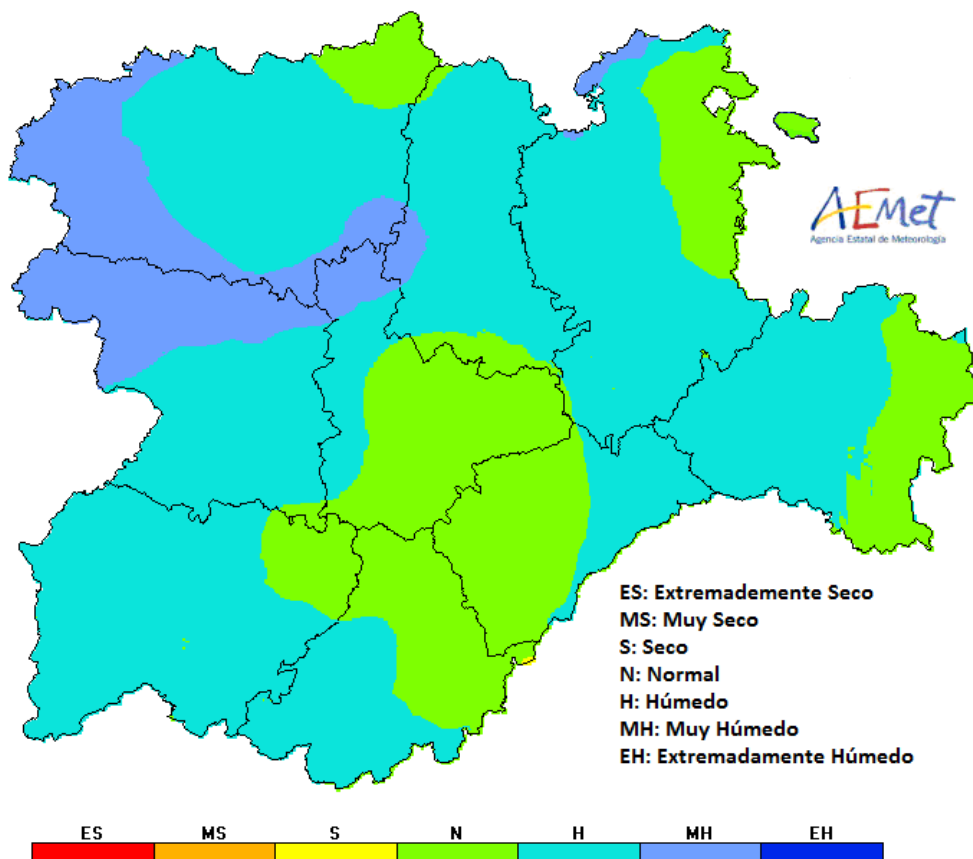 AEMet
Agencia Estatal de Meteorología
ES: Extremademente Seco
MS: Muy Seco
S: Seco
N: Normal
H: Húmedo
MH: Muy Húmedo
EH: Extremadamente Húmedo
ES MS S N H MH EH